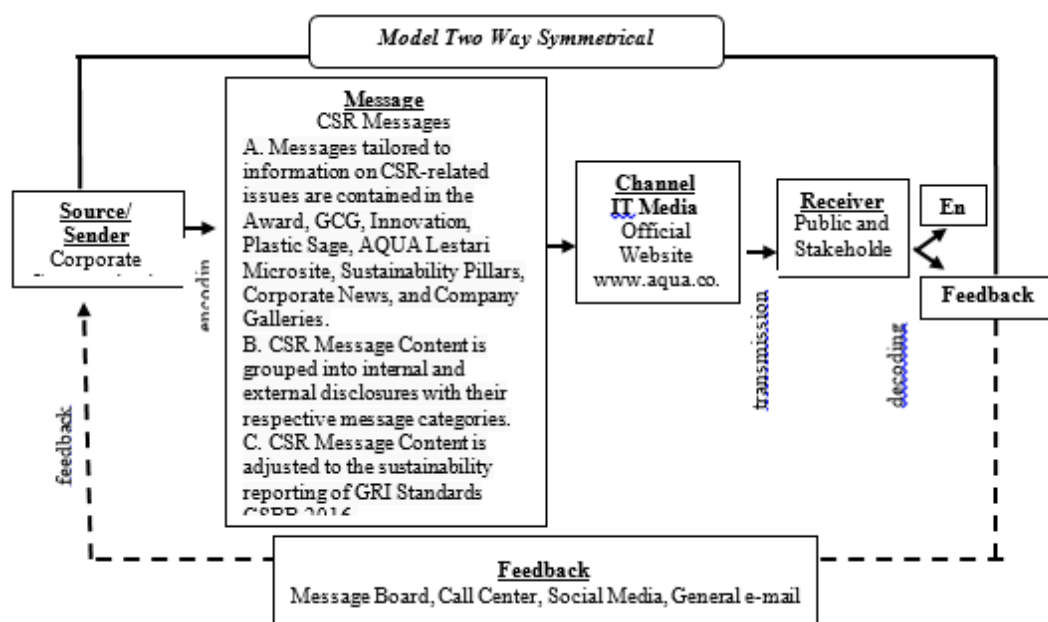 Model Two Way Symmetrical
Source/
Sender
Corporate
encodin
Message
CSR Messages
A. Messages tailored to
information on CSR-related
issues are contained in the
Award, GCG, Innovation,
Plastic Sage, AQUA Lestari
Microsite, Sustainability Pillars,
Corporate News, and Company
Galleries.
B. CSR Message Content is
grouped into internal and
external disclosures with their
respective message categories.
C. CSR Message Content is
adjusted to the sustainability
reporting of GRI Standards
Channel
IT Media
Official
Website
www.aqua.co.
transmission
Receiver
Public and
Stakeholde
decoding
En
Feedback
feedback
Feedback
Message Board, Call Center, Social Media, General e-mail